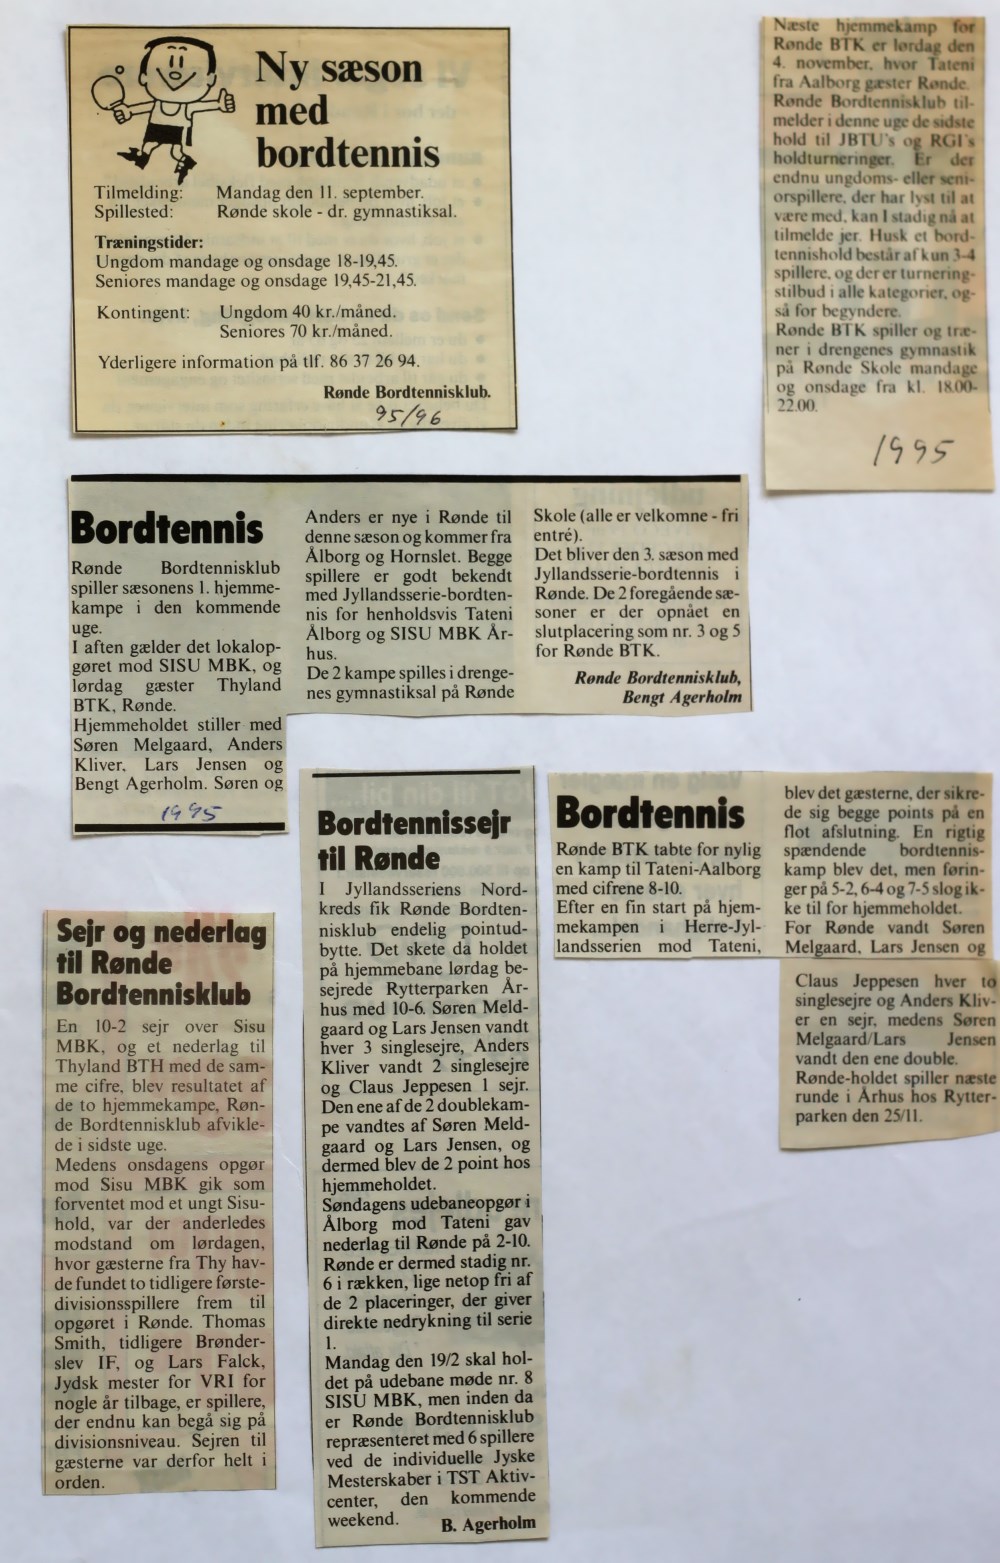 Ny sæson
med
bordtennis
Tilmelding: Mandag den 11. september.
Spillested: Rønde skole - dr. gymnastiksal.
Træningstider:
Ungdom mandage og onsdage 18-19,45.
Seniores mandage og onsdage 19,45-21,45.
Kontingent: Ungdom 40 kr./måned.
Seniores 70 kr./måned.
Yderligere information på tlf. 86 37 26 94.
Rønde Bordtennisklub.
95/96
Næste hjemmekamp for
Rønde BTK er lørdag den
4. november, hvor Tateni
fra Aalborg gæster Rønde.
Rønde Bordtennisklub til-
melder i denne uge de sidste
hold til JBTU's og RGI's
holdturneringer. Er der
endnu ungdoms- eller seni-
orspillere, der har lyst til at
være med, kan I stadig nå at
tilmelde jer. Husk et bord-
tennishold består af kun 3-4
spillere, og der er turnering-
stilbud i alle kategorier, og-
så for begyndere.
Rønde BTK spiller og træ-
ner i drengenes gymnastik
på Rønde Skole mandage
og onsdage fra kl. 18.00-
22.00.
1995
Bordtennis
Rønde Bordtennisklub
spiller sæsonens 1. hjemme-
kampe i den kommende
uge.
I aften gælder det lokalop-
gøret mod SISU MBK, og
lørdag gæster Thyland
BTK, Rønde.
Hjemmeholdet stiller med
Søren Melgaard, Anders
Kliver, Lars Jensen og
Bengt Agerholm. Søren og
1995
Anders er nye i Rønde til
denne sæson og kommer fra
Ålborg og Hornslet. Begge
spillere er godt bekendt
med Jyllandsserie-bordten-
nis for henholdsvis Tateni
Ålborg og SISU MBK År-
hus.
De 2 kampe spilles i drenge-
nes gymnastiksal på Rønde
Skole (alle er velkomne - fri
entré).
Det bliver den 3. sæson med
Jyllandsserie-bordtennis i
Rønde. De 2 foregående sæ-
soner er der opnået en
slutplacering som nr. 3 og 5
for Rønde BTK.
Rønde Bordtennisklub,
Bengt Agerholm
Sejr og nederlag
til Rønde
Bordtennisklub
En 10-2 sejr over Sisu
MBK, og et nederlag til
Thyland BTH med de sam-
me cifre, blev resultatet af
de to hjemmekampe, Røn-
de Bordtennisklub afvikle-
de i sidste uge.
Medens onsdagens opgør
mod Sisu MBK gik som
forventet mod et ungt Sisu-
hold, var der anderledes
modstand om lørdagen,
hvor gæsterne fra Thy hav-
de fundet to tidligere første-
divisionsspillere frem til
opgøret i Rønde. Thomas
Smith, tidligere Brønder-
slev IF, og Lars Falck,
Jydsk mester for VRI for
nogle år tilbage, er spillere,
der endnu kan begå sig på
divisionsniveau. Sejren til
gæsterne var derfor helt i
orden.
Bordtennissejr
til Rønde
I Jyllandsseriens Nord-
kreds fik Rønde Bordten-
nisklub endelig pointud-
bytte. Det skete da holdet
på hjemmebane lørdag be-
sejrede Rytterparken År-
hus med 10-6. Søren Meld-
gaard og Lars Jensen vandt
hver 3 singlesejre, Anders
Kliver vandt 2 singlesejre
og Claus Jeppesen 1 sejr.
Den ene af de 2 doublekam-
pe vandtes af Søren Meld-
gaard og Lars Jensen, og
dermed blev de 2 point hos
hjemmeholdet.
Søndagens udebaneopgør i
Ålborg mod Tateni gav
nederlag til Rønde på 2-10.
Rønde er dermed stadig nr.
6 i rækken, lige netop fri af
de 2 placeringer, der giver
direkte nedrykning til serie
1.
Mandag den 19/2 skal hol-
det på udebane møde nr. 8
SISU MBK, men inden da
er Rønde Bordtennisklub
repræsenteret med 6 spillere
ved de individuelle Jyske
Mesterskaber i TST Aktiv-
center, den kommende
weekend.
B. Agerholm
Bordtennis
Rønde BTK tabte for nylig
en kamp til Tateni-Aalborg
med cifrene 8-10.
Efter en fin start på hjem-
mekampen i Herre-Jyl-
landsserien mod Tateni,
blev det gæsterne, der sikre-
de sig begge points på en
flot afslutning. En rigtig
spændende bordtennis-
kamp blev det, men førin-
ger på 5-2, 6-4 og 7-5 slog ik-
ke til for hjemmeholdet.
For Rønde vandt Søren
Melgaard, Lars Jensen og
Claus Jeppesen hver to
singlesejre og Anders Kliv-
er en sejr, medens Søren
Melgaard/Lars Jensen
vandt den ene double.
Rønde-holdet spiller næste
runde i Århus hos Rytter-
parken den 25/11.